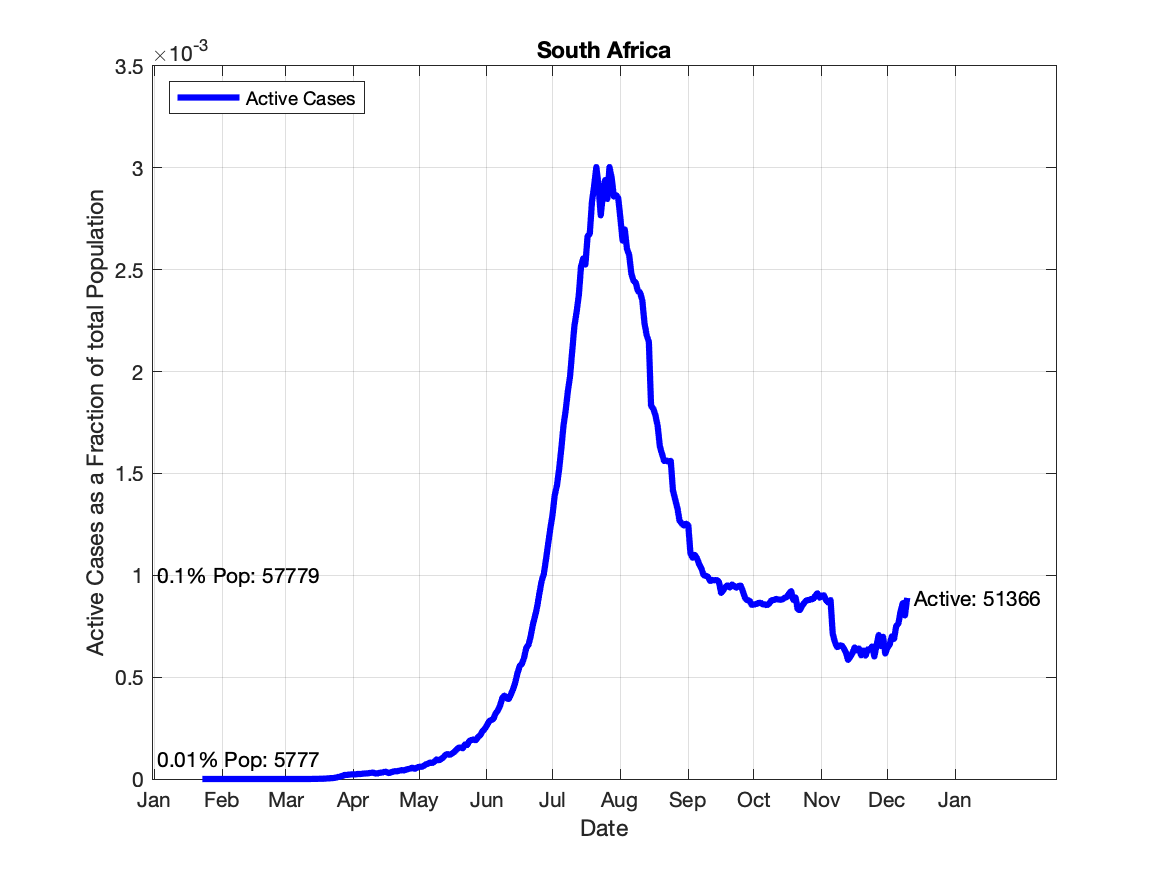 South Africa
×10-3
3.5
3
2.5
2
1.5
1
0.5
0
Active Cases as a Fraction of total Population
Active Cases
0.1% Pop: 57779
0.01% Pop: 5777
Active: 51366
Jan Feb Mar Apr May Jun Jul Aug Sep Oct Nov Dec Jan
Date